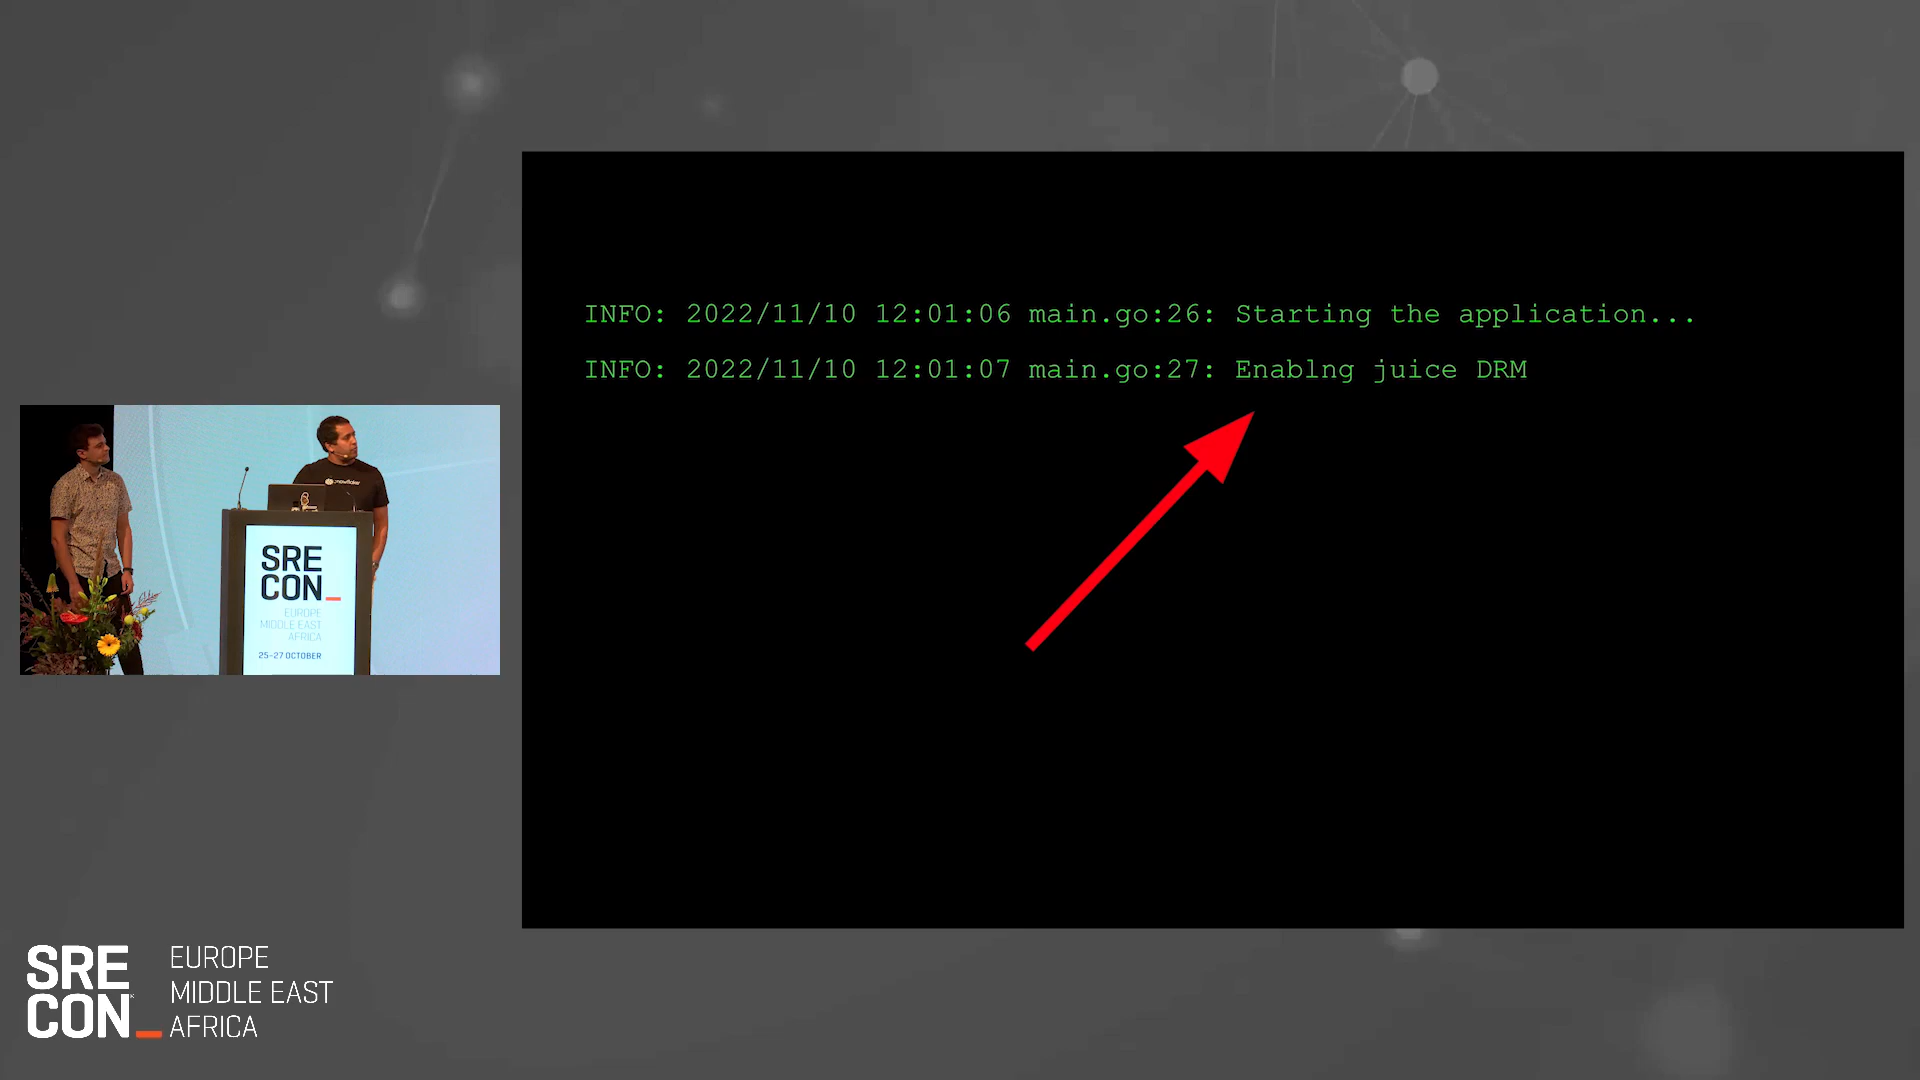 INFO: 2022/11/10 12:01:06 main.go:26: Starting the application...
INFO: 2022/11/10 12:01:07 main.go:27: Enablng juice DRM
SRE
CON_
EUROPE
MIDDLE EAST
AFRICA
25-27 OCTOBER
SRE
CON_
EUROPE
MIDDLE EAST
AFRICA